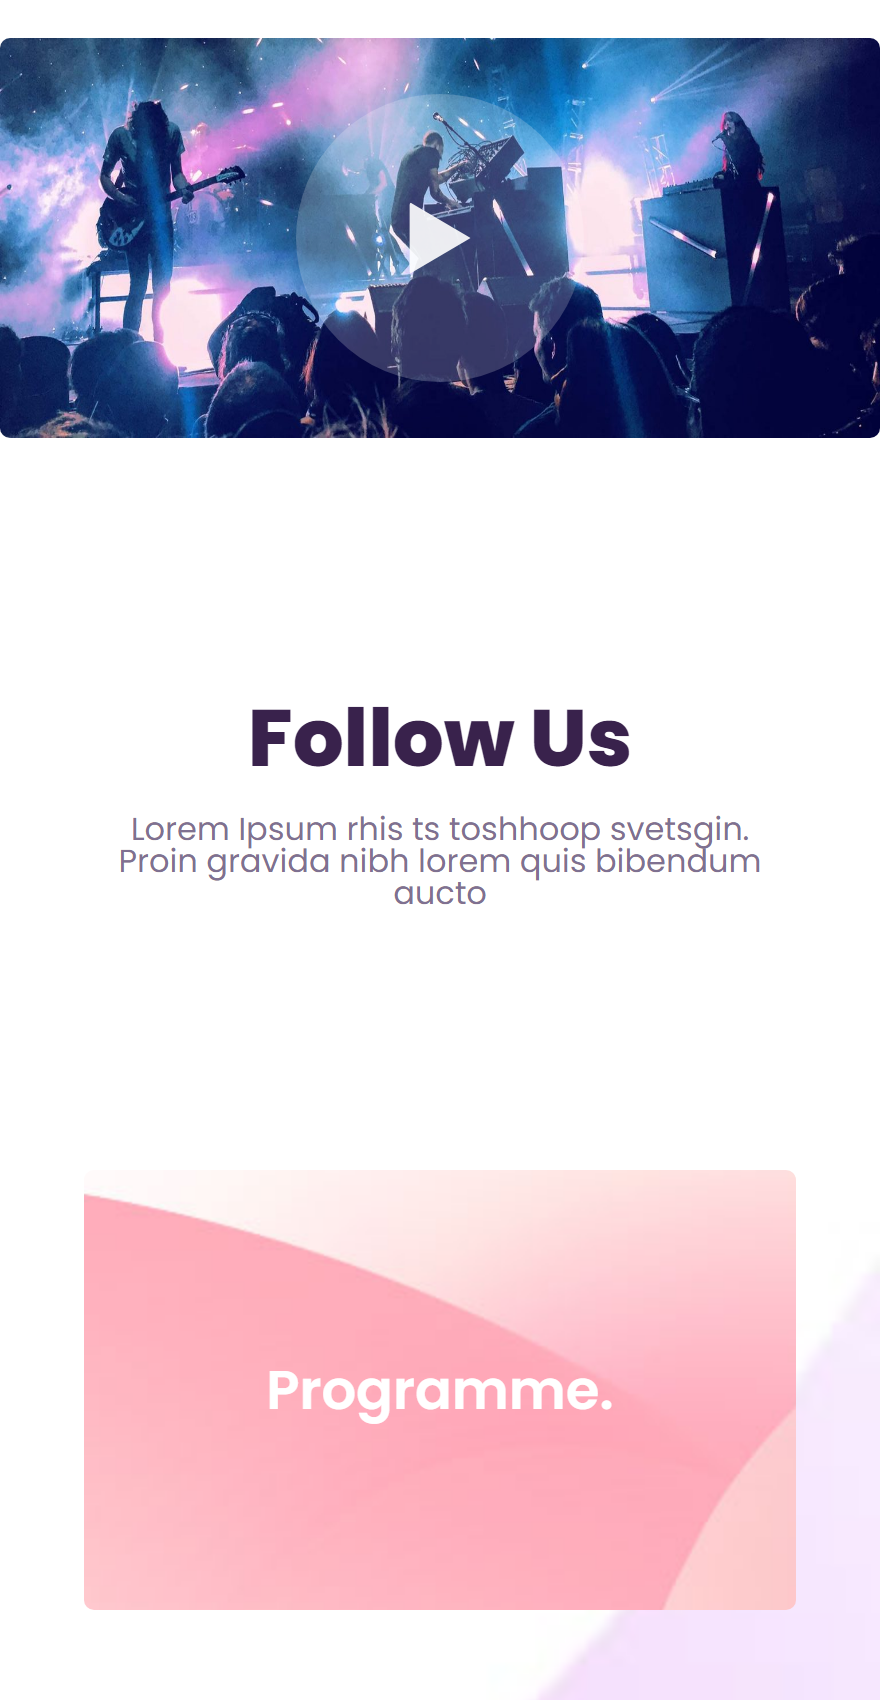 Follow Us
Lorem Ipsum rhis ts toshhoop svetsgin.
Proin gravida nibh lorem quis bibendum
aucto
Programme.